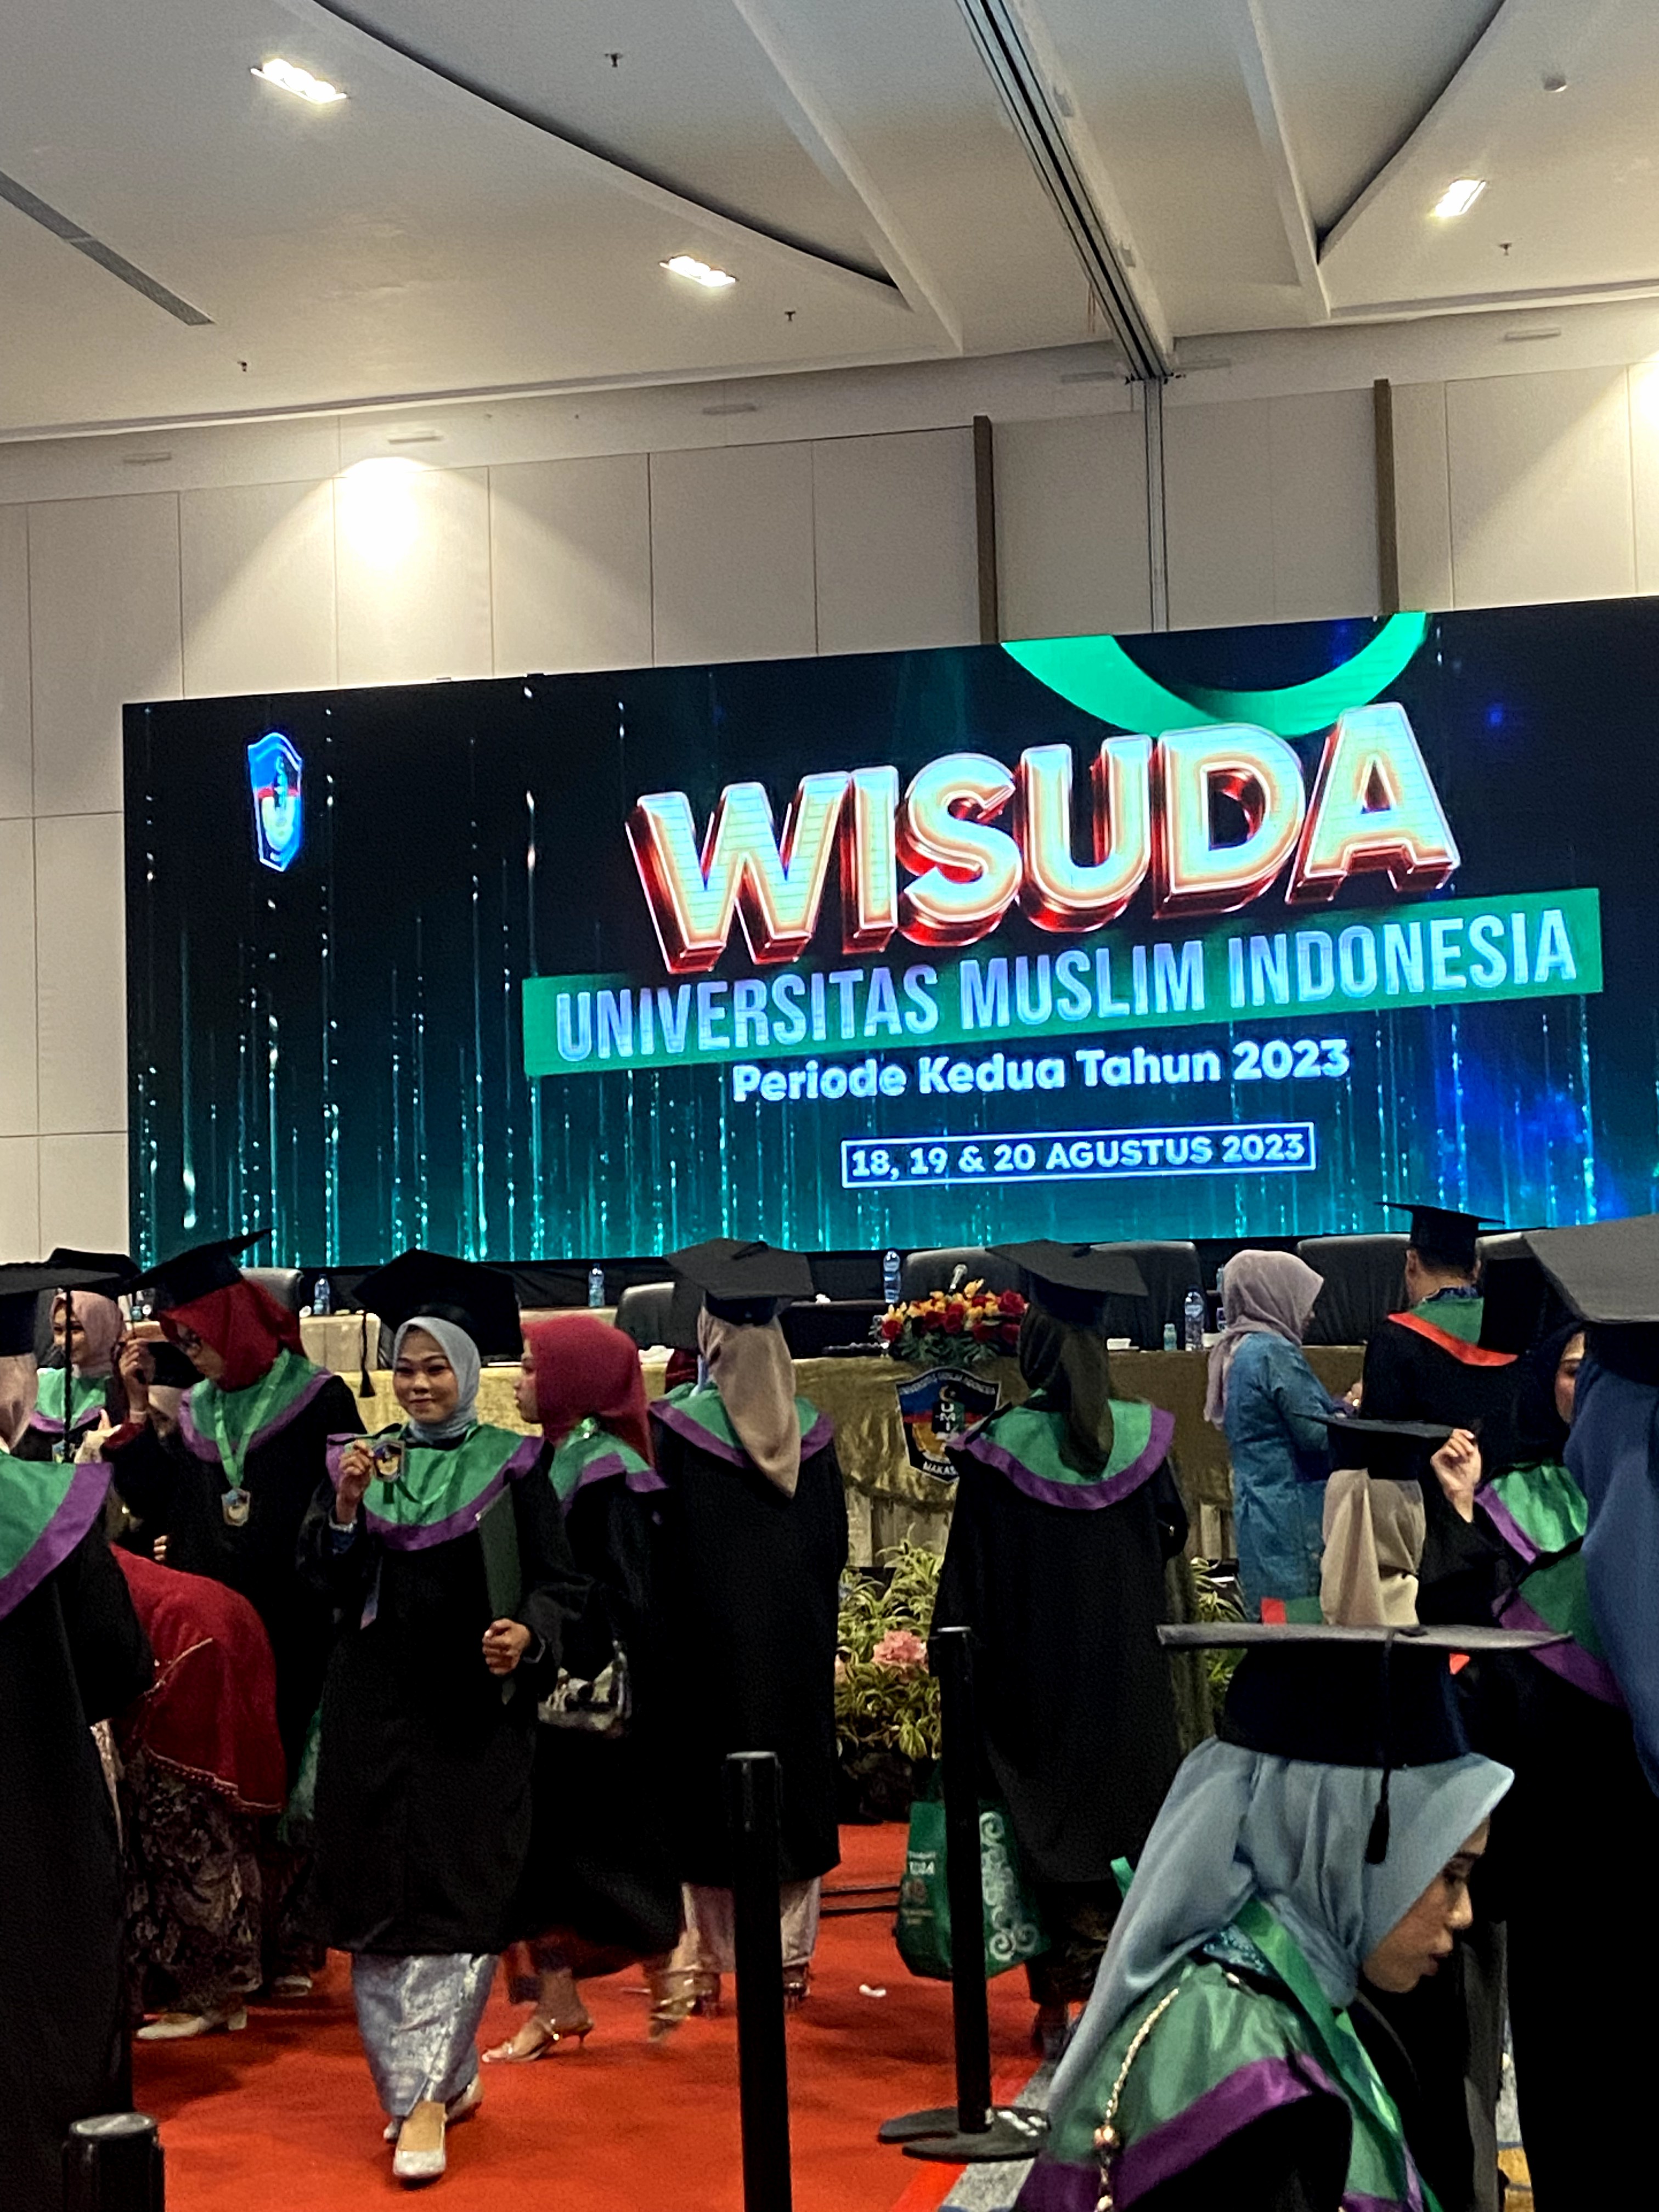 WISUDA
UNIVERSITAS MUSLIM INDONESIA
Periode Kedua Tahun 2023
18, 19 & 20 AGUSTUS 2023